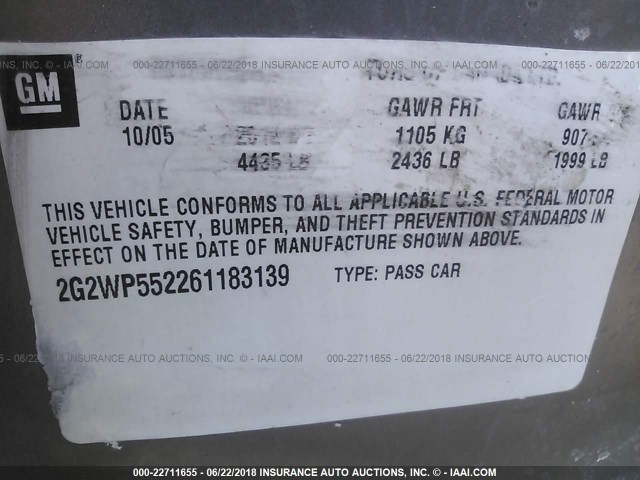 GM
DATE GAWR FRT GAWR
10/05 1105 KG 907
4435 LB 2436 LB 1999 LB
THIS VEHICLE CONFORMS TO ALL APPLICABLE U.S. FEDERAL MOTOR
VEHICLE SAFETY, BUMPER, AND THEFT PREVENTION STANDARDS IN
EFFECT ON THE DATE OF MANUFACTURE SHOWN ABOVE.
2G2WP552261183139 TYPE: PASS CAR
000-22711655 - 06/22/2018 INSURANCE AUTO AUCTIONS, INC. - © IAAI.COM